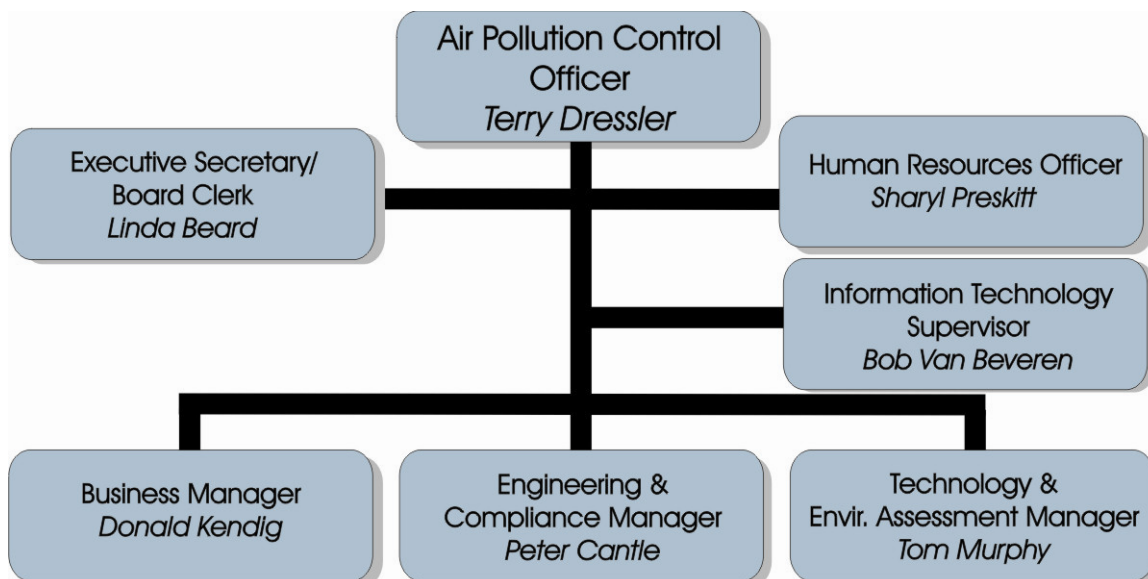 Air Pollution Control
Officer
Terry Dressler
Executive Secretary/
Board Clerk
Linda Beard
Human Resources Officer
Sharyl Preskitt
Information Technology
Supervisor
Bob Van Beveren
Business Manager
Donald Kendig
Engineering &
Compliance Manager
Peter Cantle
Technology &
Envir. Assessment Manager
Tom Murphy